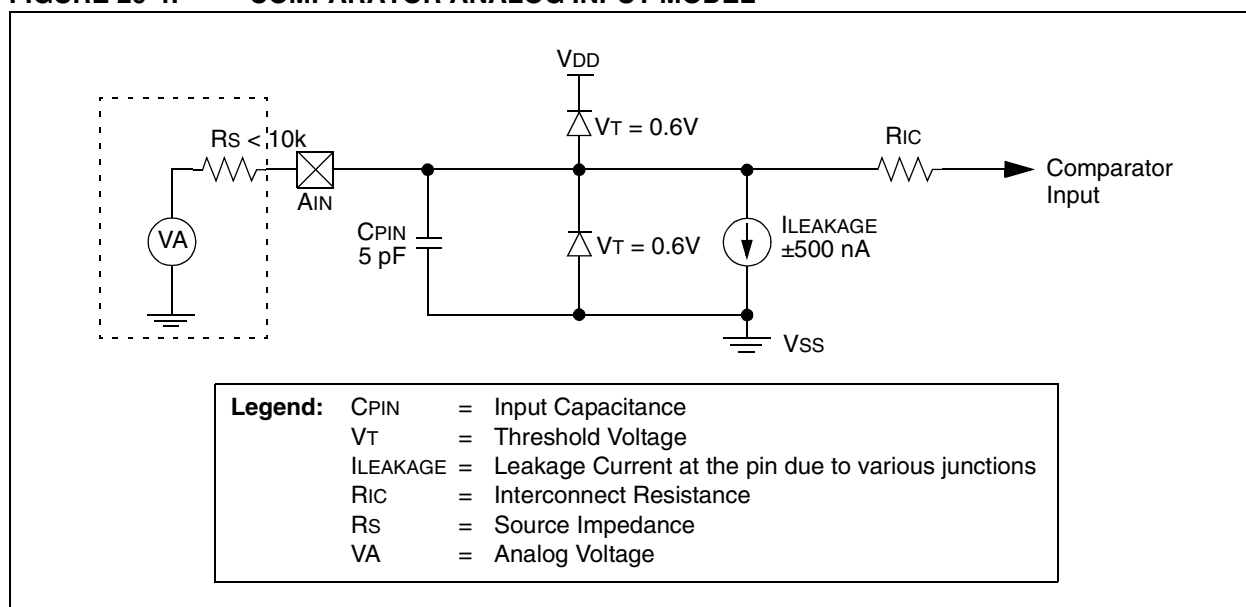 VDD
VT = 0.6V
RS < 10k
RIC
AIN
Comparator
Input
VA
CPIN
5 pF
VT = 0.6V
ILEAKAGE
±500 nA
VSS
Legend: CPIN = Input Capacitance
VT = Threshold Voltage
ILEAKAGE = Leakage Current at the pin due to various junctions
RIC = Interconnect Resistance
RS = Source Impedance
VA = Analog Voltage